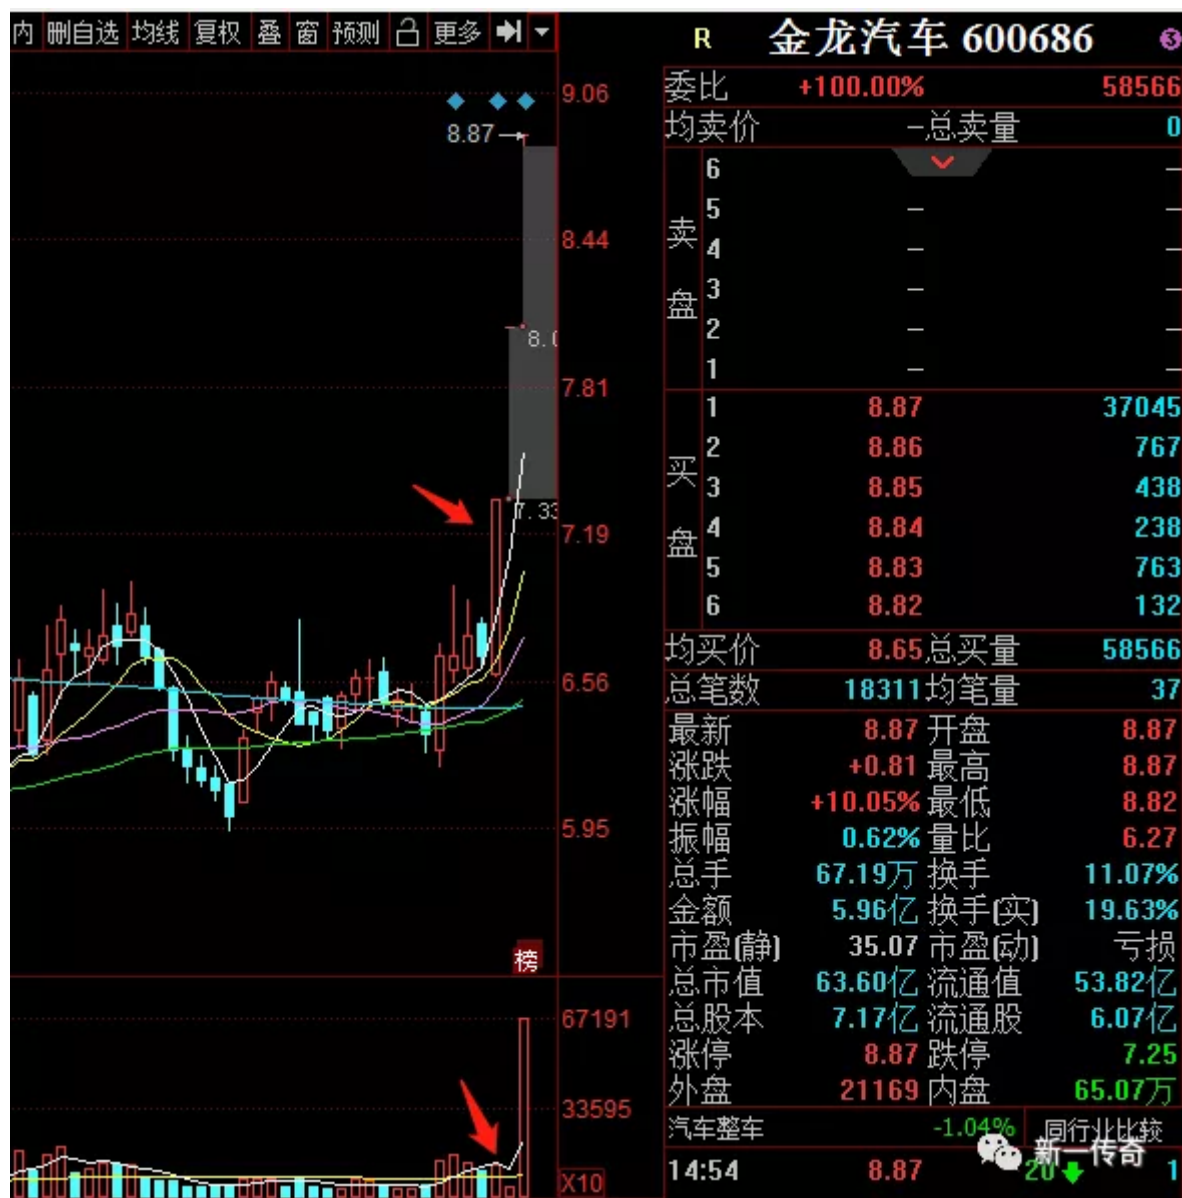 内 删自选 均线 复权 叠 窗 预测 更多
R 金龙汽车 600686 3
委比 +100.00% 58566
均卖价 —总卖量 0
卖盘
6 — —
5 — —
4 — —
3 — —
2 — —
1 — —
买盘
1 8.87 37045
2 8.86 767
3 8.85 438
4 8.84 238
5 8.83 763
6 8.82 132
均买价 8.65 总买量 58566
总笔数 18311 均笔量 37
最新 8.87 开盘 8.87
涨跌 +0.81 最高 8.87
涨幅 +10.05% 最低 8.82
振幅 0.62% 量比 6.27
总手 67.19万 换手 11.07%
金额 5.96亿 换手(实) 19.63%
市盈(静) 35.07 市盈(动) 亏损
总市值 63.60亿 流通值 53.82亿
总股本 7.17亿 流通股 6.07亿
涨停 8.87 跌停 7.25
外盘 21169 内盘 65.07万
汽车整车 -1.04% 同行业比较
14:54 8.87 20 1
新一传奇
9.06
8.87
8.44
8.0
7.81
7.33
7.19
6.56
5.95
榜
67191
33595
X10